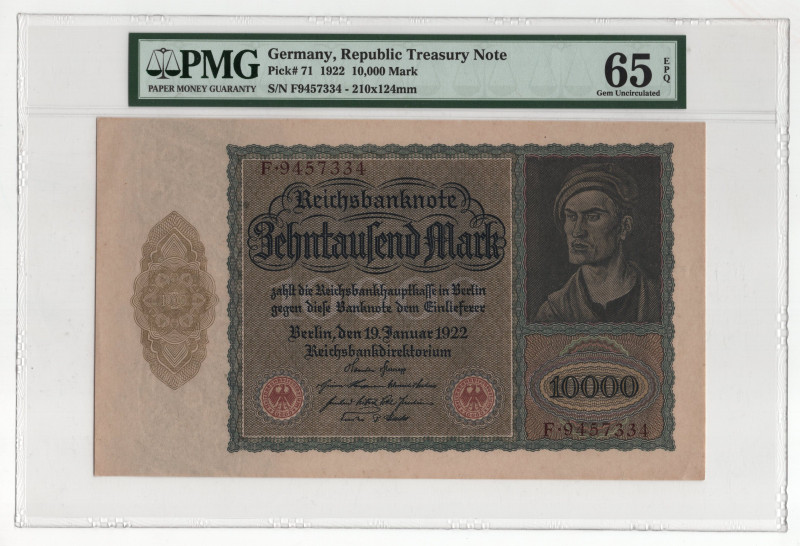 PMG
PAPER MONEY GUARANTY
Germany, Republic Treasury Note
Pick# 71 1922 10,000 Mark
S/N F9457334 - 210x124mm
65 EPQ
Gem Uncirculated
F·9457334
Reichsbanknote
Zehntausend Mark
zahlt die Reichsbankhauptkasse in Berlin
gegen diese Banknote dem Einlieferer
Berlin, den 19. Januar 1922
Reichsbankdirektorium
10000
F·9457334